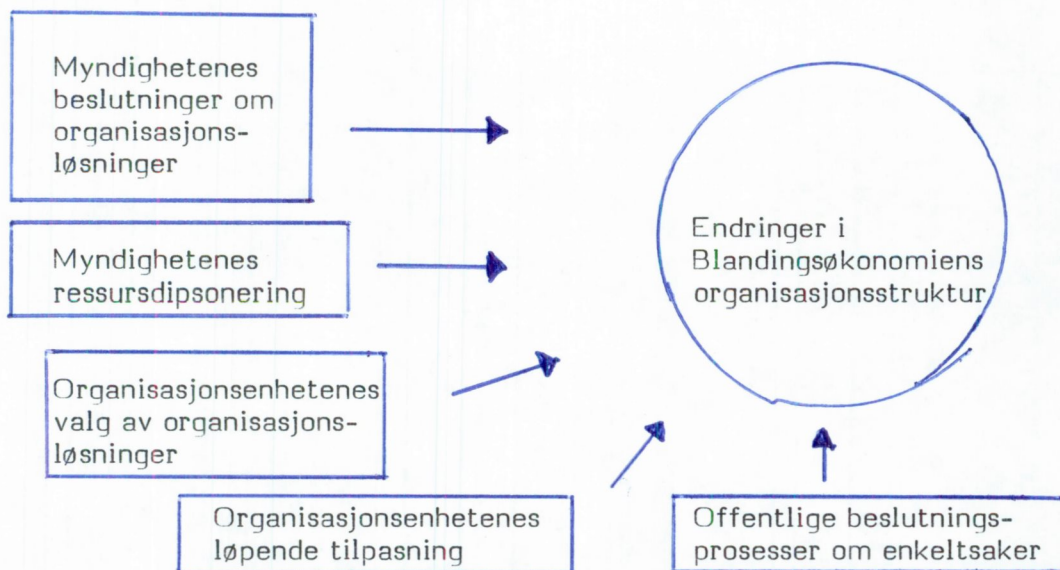 Myndighetenes
beslutninger om
organisasjons-
løsninger
Myndighetenes
ressursdipsonering
Organisasjonsenhetenes
valg av organisasjons-
løsninger
Organisasjonsenhetenes
løpende tilpasning
Offentlige beslutnings-
prosesser om enkeltsaker
Endringer i
Blandingsøkonomiens
organisasjonsstruktur